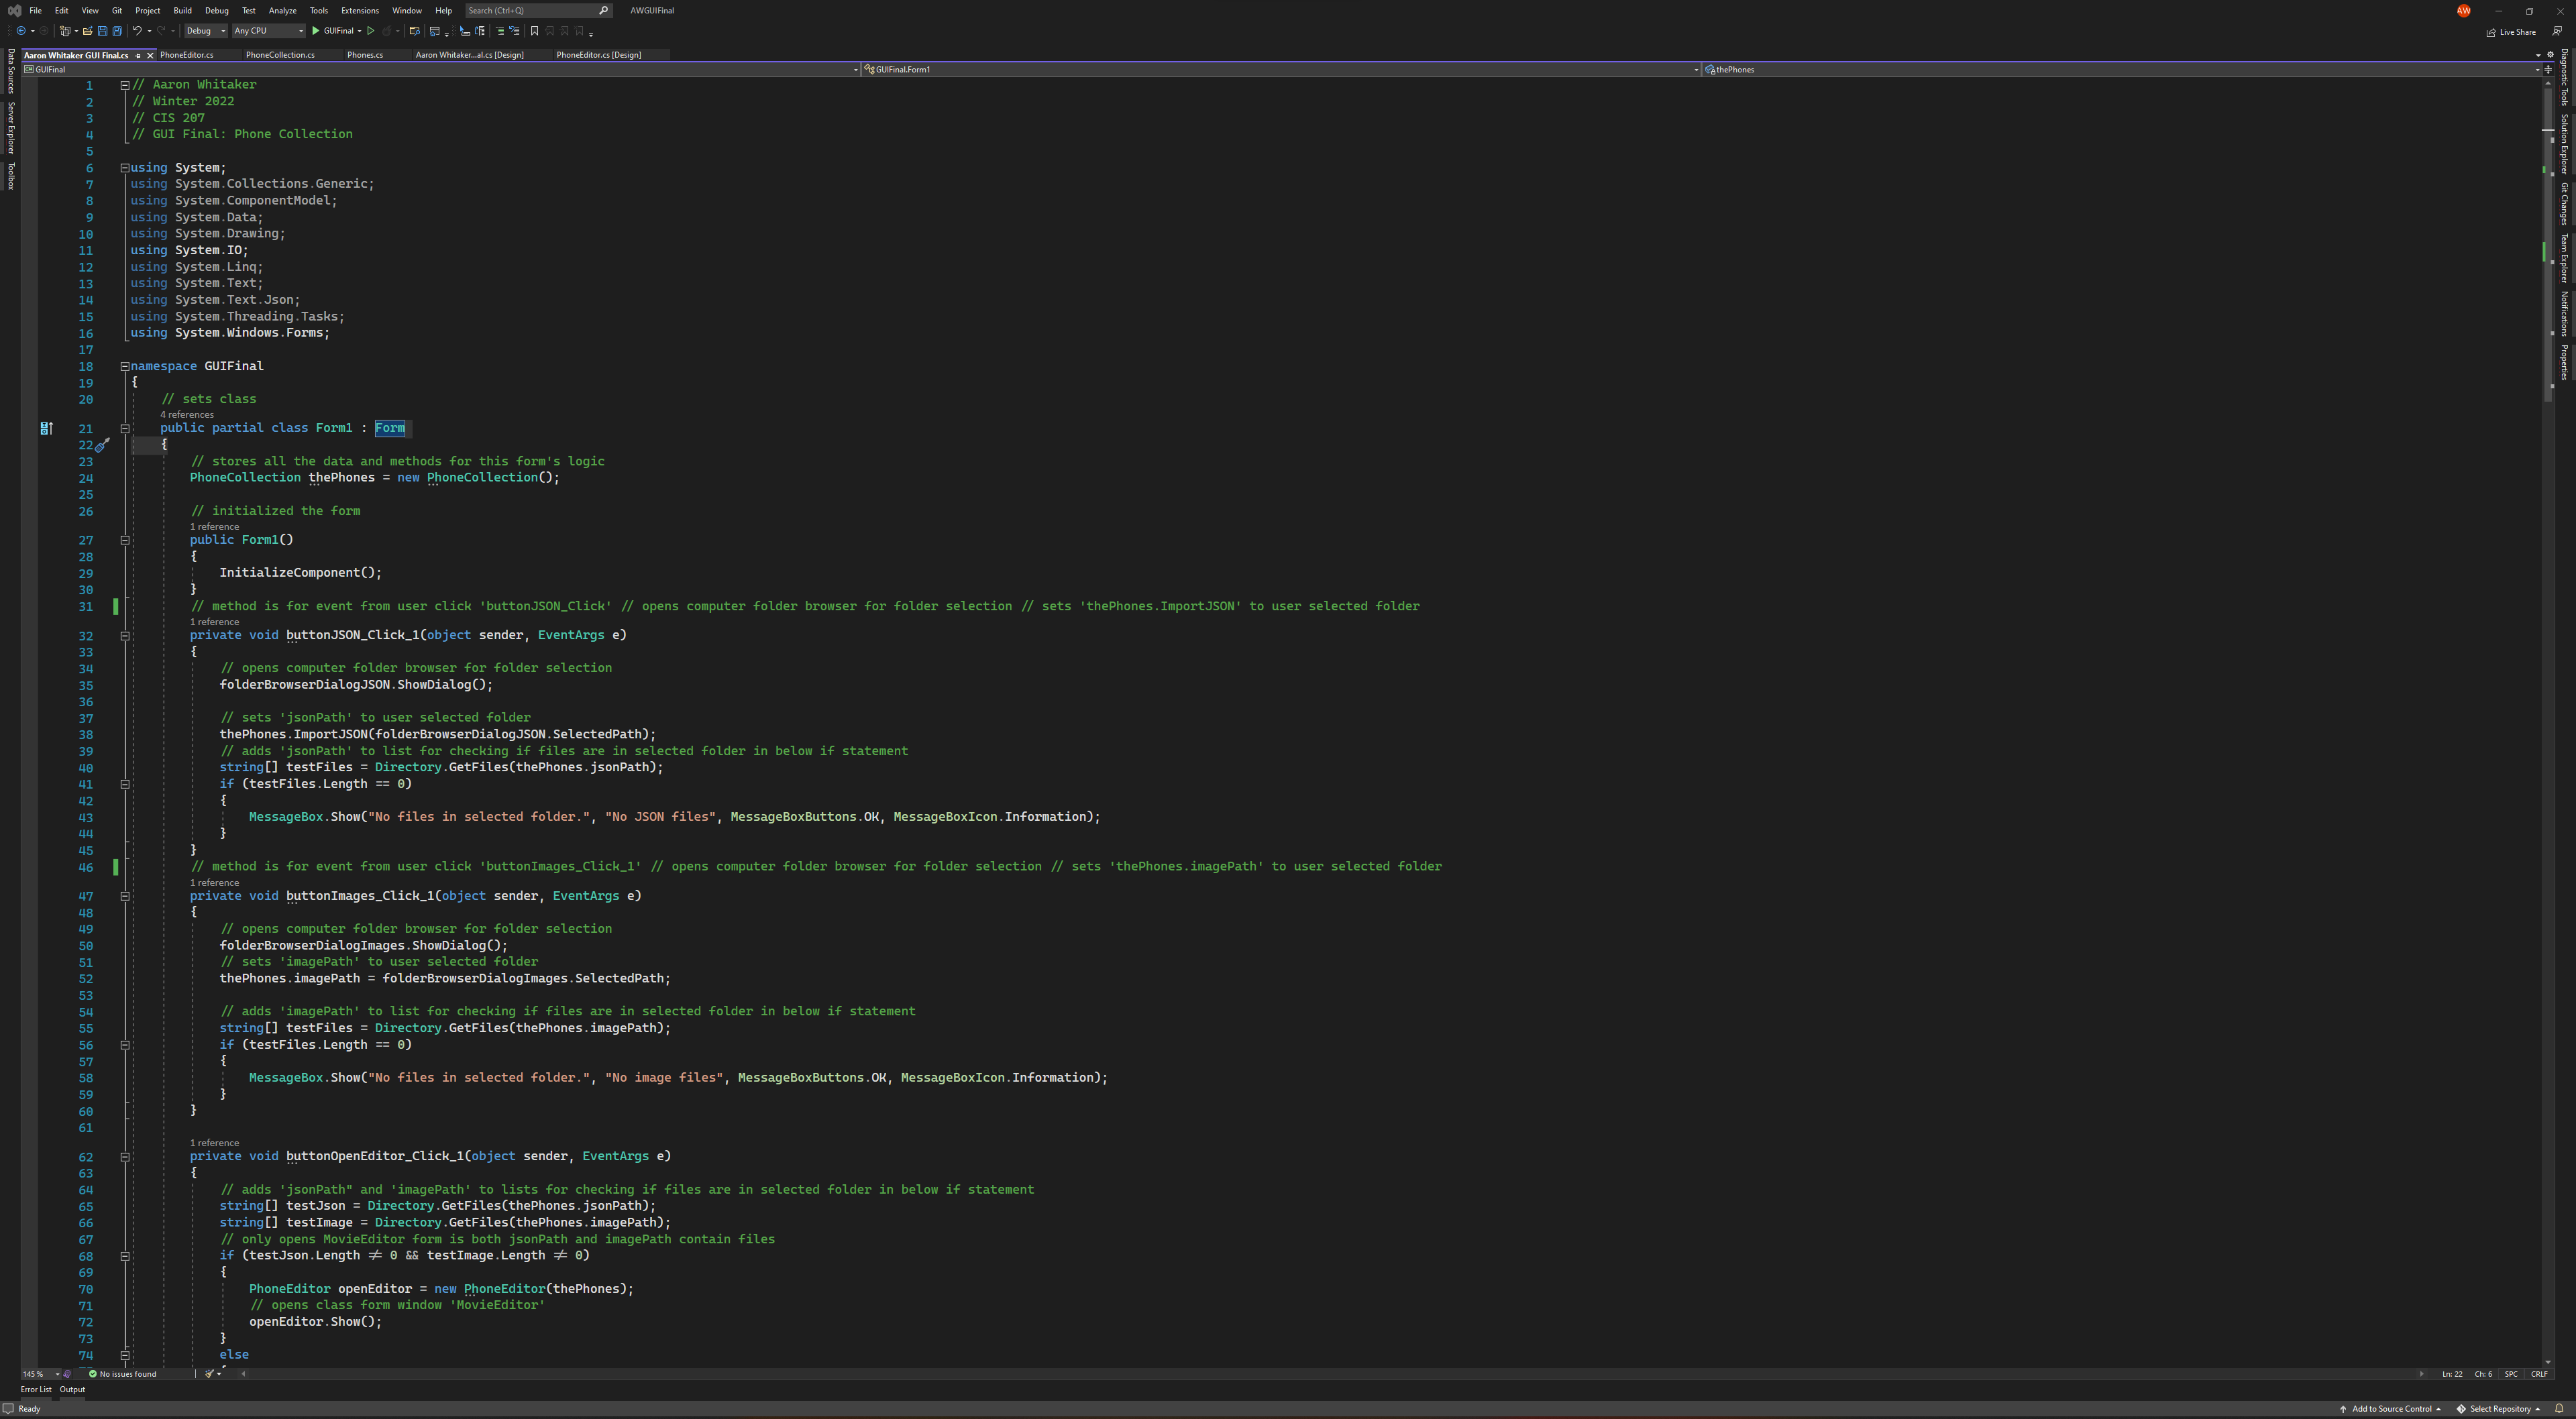 File Edit View Git Project Build Debug Test Analyze Tools Extensions Window Help Search (Ctrl+Q) AWGUIFinal AW
Debug Any CPU GUIFinal Live Share
Aaron Whitaker GUI Final.cs PhoneEditor.cs PhoneCollection.cs Phones.cs Aaron Whitaker...al.cs [Design] PhoneEditor.cs [Design]
GUIFinal GUIFinal.Form1 thePhones
Data Sources
Server Explorer
Toolbox
1 // Aaron Whitaker
2 // Winter 2022
3 // CIS 207
4 // GUI Final: Phone Collection
5
6 using System;
7 using System.Collections.Generic;
8 using System.ComponentModel;
9 using System.Data;
10 using System.Drawing;
11 using System.IO;
12 using System.Linq;
13 using System.Text;
14 using System.Text.Json;
15 using System.Threading.Tasks;
16 using System.Windows.Forms;
17
18 namespace GUIFinal
19 {
20 // sets class
4 references
21 public partial class Form1 : Form
22 {
23 // stores all the data and methods for this form's logic
24 PhoneCollection thePhones = new PhoneCollection();
25
26 // initialized the form
1 reference
27 public Form1()
28 {
29 InitializeComponent();
30 }
31 // method is for event from user click 'buttonJSON_Click' // opens computer folder browser for folder selection // sets 'thePhones.ImportJSON' to user selected folder
1 reference
32 private void buttonJSON_Click_1(object sender, EventArgs e)
33 {
34 // opens computer folder browser for folder selection
35 folderBrowserDialogJSON.ShowDialog();
36
37 // sets 'jsonPath' to user selected folder
38 thePhones.ImportJSON(folderBrowserDialogJSON.SelectedPath);
39 // adds 'jsonPath' to list for checking if files are in selected folder in below if statement
40 string[] testFiles = Directory.GetFiles(thePhones.jsonPath);
41 if (testFiles.Length == 0)
42 {
43 MessageBox.Show("No files in selected folder.", "No JSON files", MessageBoxButtons.OK, MessageBoxIcon.Information);
44 }
45 }
46 // method is for event from user click 'buttonImages_Click_1' // opens computer folder browser for folder selection // sets 'thePhones.imagePath' to user selected folder
1 reference
47 private void buttonImages_Click_1(object sender, EventArgs e)
48 {
49 // opens computer folder browser for folder selection
50 folderBrowserDialogImages.ShowDialog();
51 // sets 'imagePath' to user selected folder
52 thePhones.imagePath = folderBrowserDialogImages.SelectedPath;
53
54 // adds 'imagePath' to list for checking if files are in selected folder in below if statement
55 string[] testFiles = Directory.GetFiles(thePhones.imagePath);
56 if (testFiles.Length == 0)
57 {
58 MessageBox.Show("No files in selected folder.", "No image files", MessageBoxButtons.OK, MessageBoxIcon.Information);
59 }
60 }
61
1 reference
62 private void buttonOpenEditor_Click_1(object sender, EventArgs e)
63 {
64 // adds 'jsonPath" and 'imagePath' to lists for checking if files are in selected folder in below if statement
65 string[] testJson = Directory.GetFiles(thePhones.jsonPath);
66 string[] testImage = Directory.GetFiles(thePhones.imagePath);
67 // only opens MovieEditor form is both jsonPath and imagePath contain files
68 if (testJson.Length ≠ 0 && testImage.Length ≠ 0)
69 {
70 PhoneEditor openEditor = new PhoneEditor(thePhones);
71 // opens class form window 'MovieEditor'
72 openEditor.Show();
73 }
74 else
Diagnostic Tools
Solution Explorer
Git Changes
Team Explorer
Notifications
Properties
145 % No issues found Ln: 22 Ch: 6 SPC CRLF
Error List Output
Ready Add to Source Control Select Repository